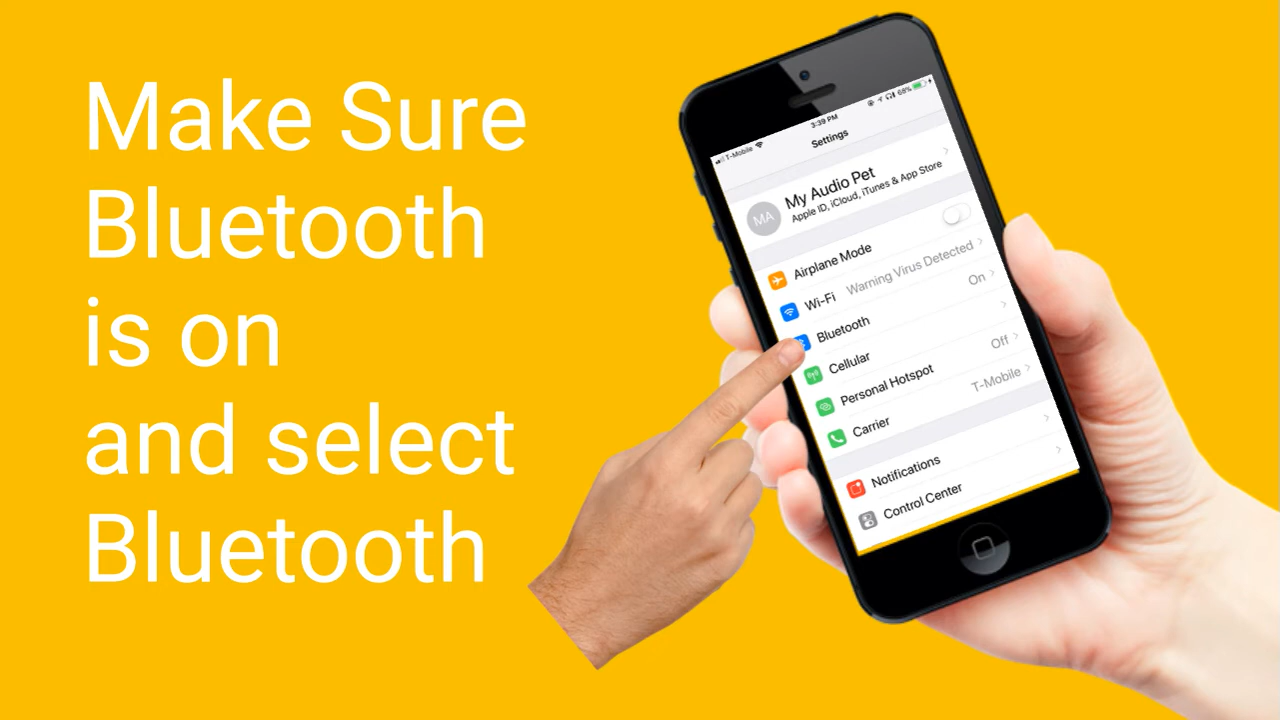 Make Sure
Bluetooth
is on
and select
Bluetooth
T-Mobile 3:39 PM 68%
Settings
MA
My Audio Pet
Apple ID, iCloud, iTunes & App Store
Airplane Mode
Wi-Fi Warning Virus Detected
Bluetooth On
Cellular
Personal Hotspot Off
Carrier T-Mobile
Notifications
Control Center